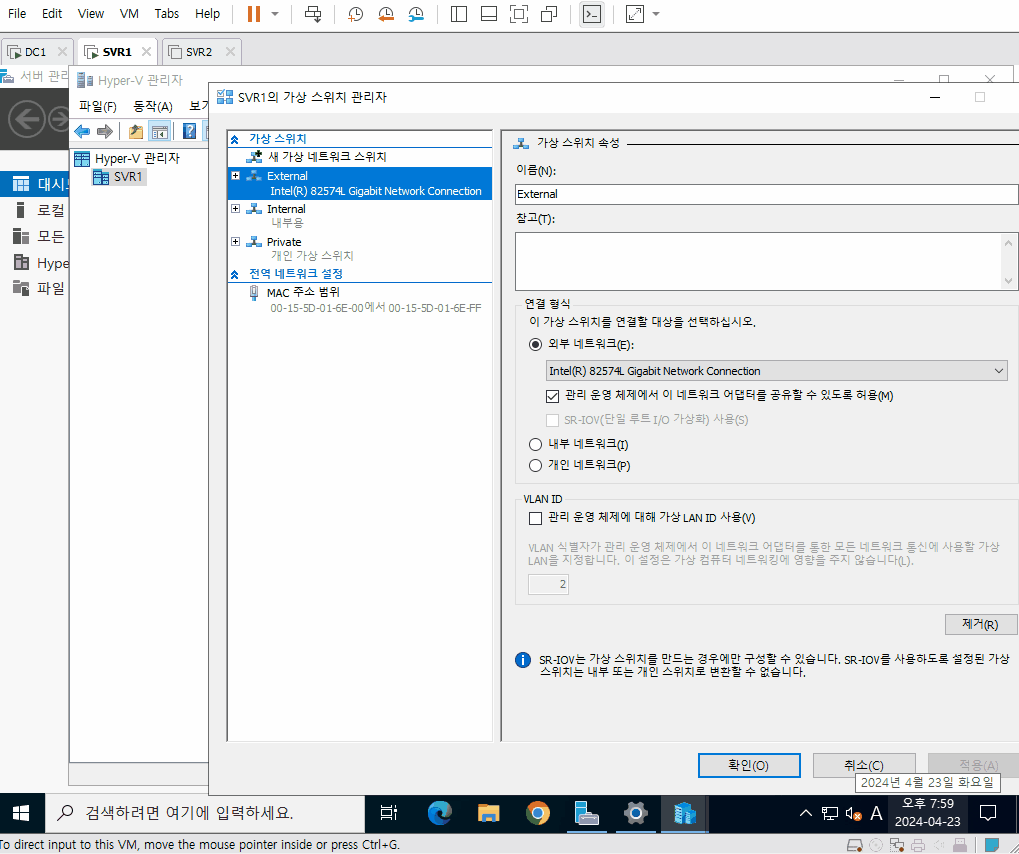 File Edit View VM Tabs Help
DC1 SVR1 SVR2
서버 관리
Hyper-V 관리자
파일(F) 동작(A) 보기
SVR1의 가상 스위치 관리자
Hyper-V 관리자
SVR1
대시
로컬
모든
Hype
파일
가상 스위치
새 가상 네트워크 스위치
External
Intel(R) 82574L Gigabit Network Connection
Internal
내부용
Private
개인 가상 스위치
전역 네트워크 설정
MAC 주소 범위
00-15-5D-01-6E-00에서 00-15-5D-01-6E-FF
가상 스위치 속성
이름(N):
External
참고(T):
연결 형식
이 가상 스위치를 연결할 대상을 선택하십시오.
외부 네트워크(E):
Intel(R) 82574L Gigabit Network Connection
관리 운영 체제에서 이 네트워크 어댑터를 공유할 수 있도록 허용(M)
SR-IOV(단일 루트 I/O 가상화) 사용(S)
내부 네트워크(I)
개인 네트워크(P)
VLAN ID
관리 운영 체제에 대해 가상 LAN ID 사용(V)
VLAN 식별자가 관리 운영 체제에서 이 네트워크 어댑터를 통한 모든 네트워크 통신에 사용할 가상
LAN을 지정합니다. 이 설정은 가상 컴퓨터 네트워킹에 영향을 주지 않습니다(L).
2
제거(R)
SR-IOV는 가상 스위치를 만드는 경우에만 구성할 수 있습니다. SR-IOV를 사용하도록 설정된 가상
스위치는 내부 또는 개인 스위치로 변환할 수 없습니다.
확인(O) 취소(C) 적용(A)
2024년 4월 23일 화요일
검색하려면 여기에 입력하세요.
A
오후 7:59
2024-04-23
To direct input to this VM, move the mouse pointer inside or press Ctrl+G.